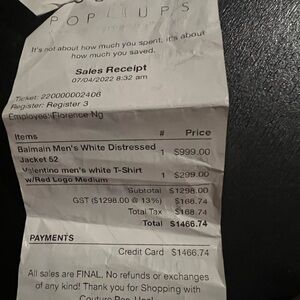 POP UPS
It's not about how much you spent, it's about
how much you saved.
Sales Receipt
07/04/2022 8:32 am
Ticket: 220000002406
Register: Register 3
Employee: Florence Ng
Items # Price
Balmain Men's White Distressed
Jacket 52 1 $999.00
Valentino men's white T-Shirt
w/Red Logo Medium 1 $299.00
Subtotal $1298.00
GST ($1298.00 @ 13%) $168.74
Total Tax $168.74
Total $1466.74
PAYMENTS
Credit Card $1466.74
All sales are FINAL, No refunds or exchanges
of any kind! Thank you for Shopping with
Couture Pop